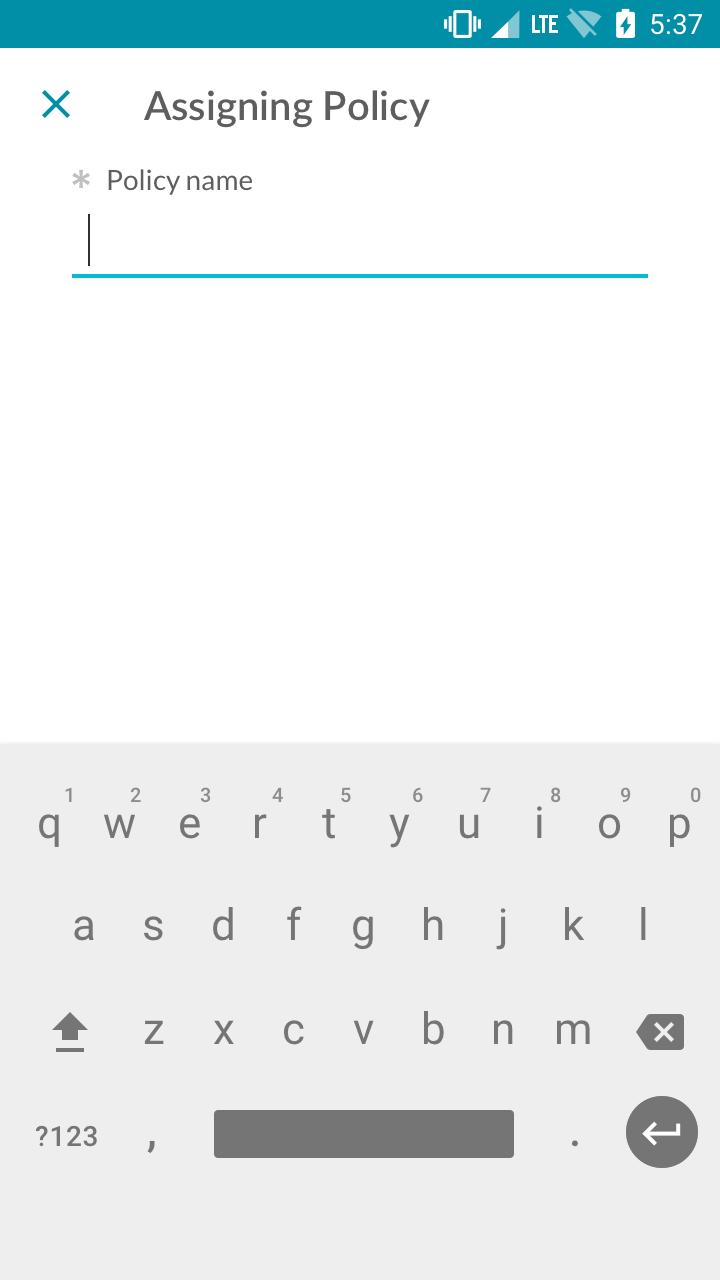 LTE 5:37
Assigning Policy
* Policy name
1 2 3 4 5 6 7 8 9 0
q w e r t y u i o p
a s d f g h j k l
z x c v b n m
?123 , .